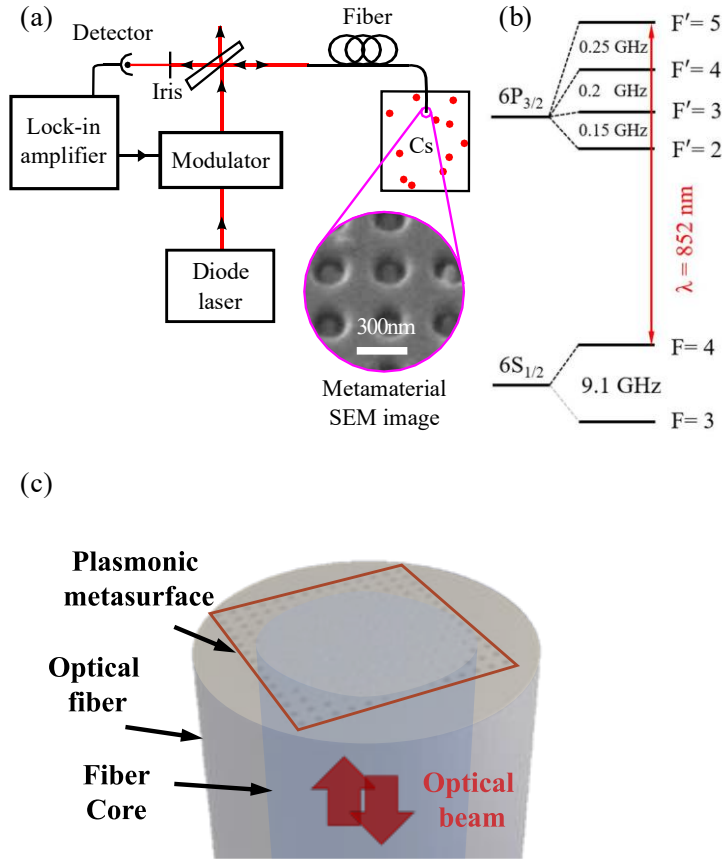 (a)
Detector
Iris
Fiber
Lock-in
amplifier
Modulator
Diode
laser
Cs
300nm
Metamaterial
SEM image
(b)
6P3/2
0.25 GHz
0.2 GHz
0.15 GHz
F′= 5
F′= 4
F′= 3
F′= 2
λ = 852 nm
6S1/2
9.1 GHz
F= 4
F= 3
(c)
Plasmonic
metasurface
Optical
fiber
Fiber
Core
Optical
beam